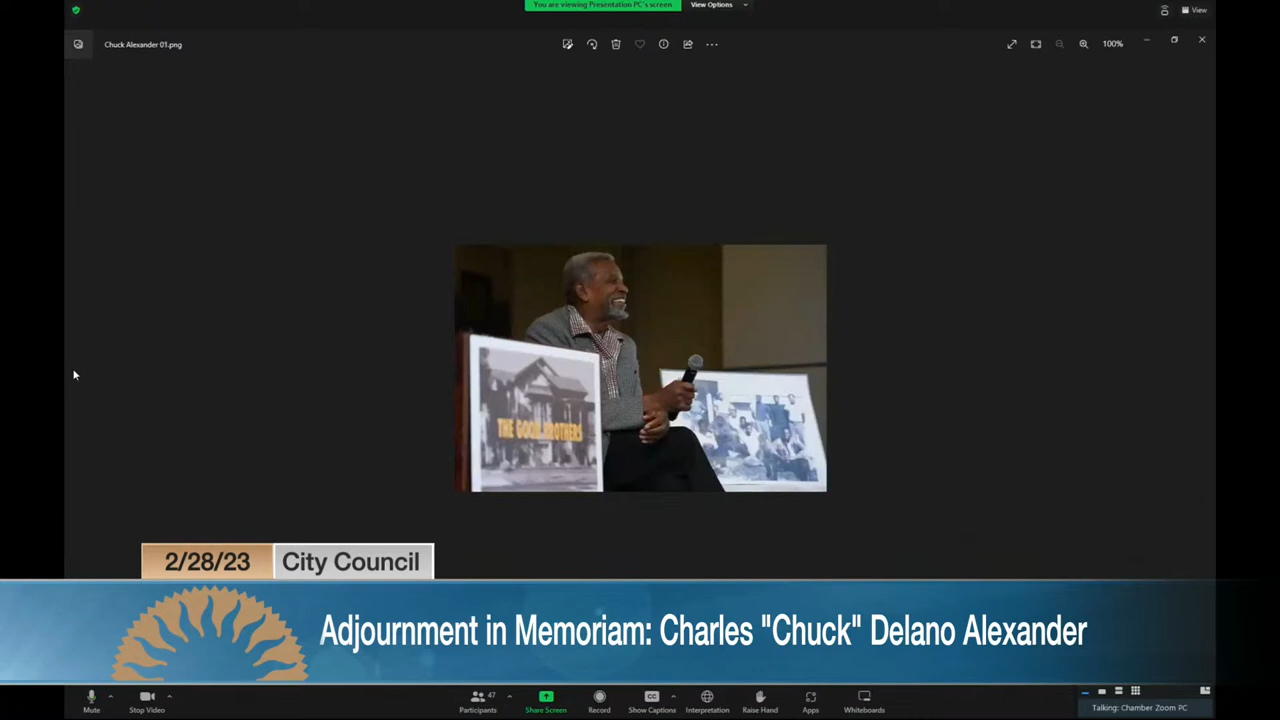 You are viewing Presentation PC's screen
View Options
View
Chuck Alexander 01.png
100%
THE GOOD BROTHERS
2/28/23
City Council
Adjournment in Memoriam: Charles "Chuck" Delano Alexander
Mute
Stop Video
47
Participants
Share Screen
Record
CC
Show Captions
Interpretation
Raise Hand
Apps
Whiteboards
Talking: Chamber Zoom PC